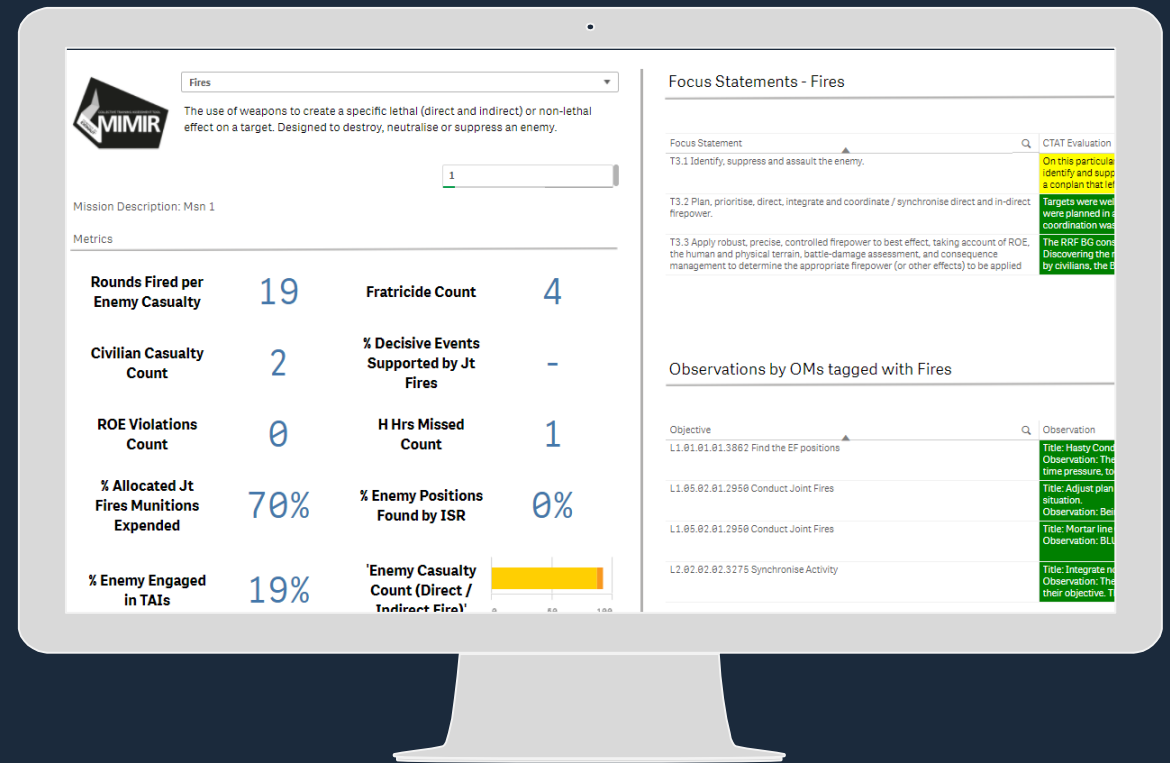 MIMIR
Fires
The use of weapons to create a specific lethal (direct and indirect) or non-lethal
effect on a target. Designed to destroy, neutralise or suppress an enemy.
1
Mission Description: Msn 1
Metrics
Rounds Fired per
Enemy Casualty
19
Fratricide Count
4
Civilian Casualty
Count
2
% Decisive Events
Supported by Jt
Fires
-
ROE Violations
Count
0
H Hrs Missed
Count
1
% Allocated Jt
Fires Munitions
Expended
70%
% Enemy Positions
Found by ISR
0%
% Enemy Engaged
in TAIs
19%
'Enemy Casualty
Count (Direct /
Indirect Fire)'
0 50 100
Focus Statements - Fires
Focus Statement
CTAT Evaluation
T3.1 Identify, suppress and assault the enemy.
On this particular
identify and supp
a conplan that lef
T3.2 Plan, prioritise, direct, integrate and coordinate / synchronise direct and in-direct
firepower.
Targets were wel
were planned in a
coordination was
T3.3 Apply robust, precise, controlled firepower to best effect, taking account of ROE,
the human and physical terrain, battle-damage assessment, and consequence
management to determine the appropriate firepower (or other effects) to be applied
The RRF BG cons
Discovering the
by civilians, the B
Observations by OMs tagged with Fires
Objective
Observation
L1.01.01.01.3862 Find the EF positions
Title: Hasty Cond
Observation: The
time pressure, to
L1.05.02.01.2950 Conduct Joint Fires
Title: Adjust plan
situation.
Observation: Bei
L1.05.02.01.2950 Conduct Joint Fires
Title: Mortar line
Observation: BLU
L2.02.02.02.3275 Synchronise Activity
Title: Integrate no
Observation: The
their objective. T